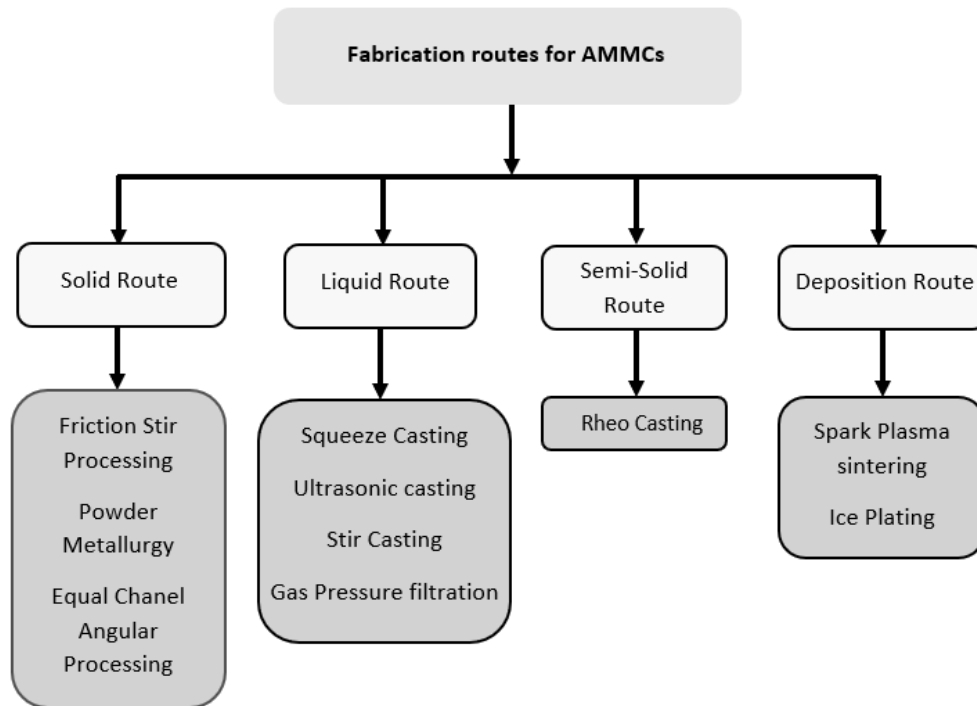 Fabrication routes for AMMCs
Solid Route
Liquid Route
Semi-Solid
Route
Deposition Route
Friction Stir
Processing
Powder
Metallurgy
Equal Chanel
Angular
Processing
Squeeze Casting
Ultrasonic casting
Stir Casting
Gas Pressure filtration
Rheo Casting
Spark Plasma
sintering
Ice Plating